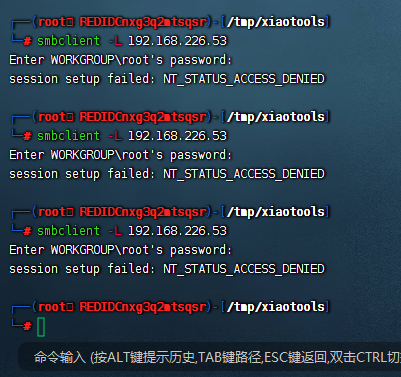 ┌──(root□ REDIDCnxg3q2mtsqsr)-[/tmp/xiaotools]
└─# smbclient -L 192.168.226.53
Enter WORKGROUP\root's password:
session setup failed: NT_STATUS_ACCESS_DENIED
┌──(root□ REDIDCnxg3q2mtsqsr)-[/tmp/xiaotools]
└─# smbclient -L 192.168.226.53
Enter WORKGROUP\root's password:
session setup failed: NT_STATUS_ACCESS_DENIED
┌──(root□ REDIDCnxg3q2mtsqsr)-[/tmp/xiaotools]
└─# smbclient -L 192.168.226.53
Enter WORKGROUP\root's password:
session setup failed: NT_STATUS_ACCESS_DENIED
┌──(root□ REDIDCnxg3q2mtsqsr)-[/tmp/xiaotools]
└─#
命令输入 (按ALT键提示历史,TAB键路径,ESC键返回,双击CTRL切